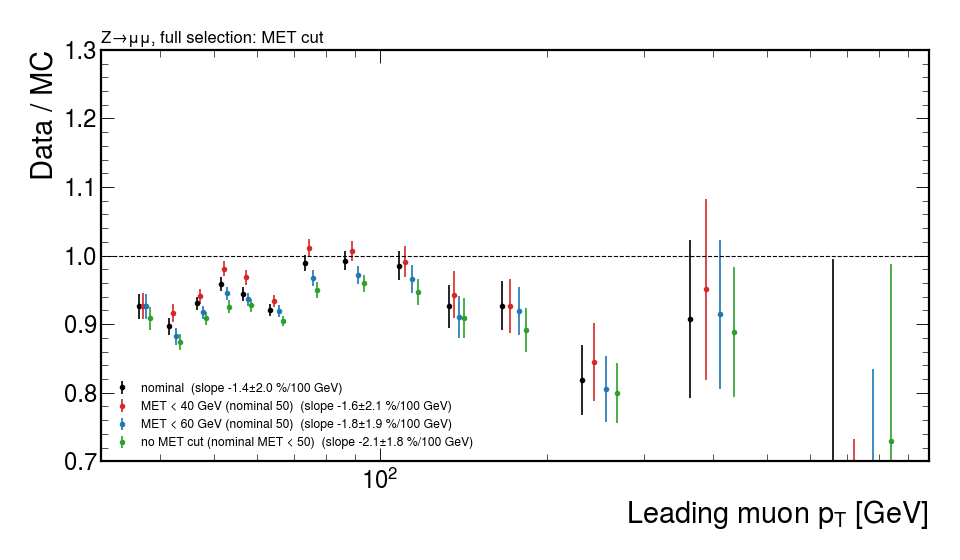 Z→μμ, full selection: MET cut
Data / MC
1.3
1.2
1.1
1.0
0.9
0.8
0.7
nominal (slope -1.4±2.0 %/100 GeV)
MET < 40 GeV (nominal 50) (slope -1.6±2.1 %/100 GeV)
MET < 60 GeV (nominal 50) (slope -1.8±1.9 %/100 GeV)
no MET cut (nominal MET < 50) (slope -2.1±1.8 %/100 GeV)
10²
Leading muon p_T [GeV]